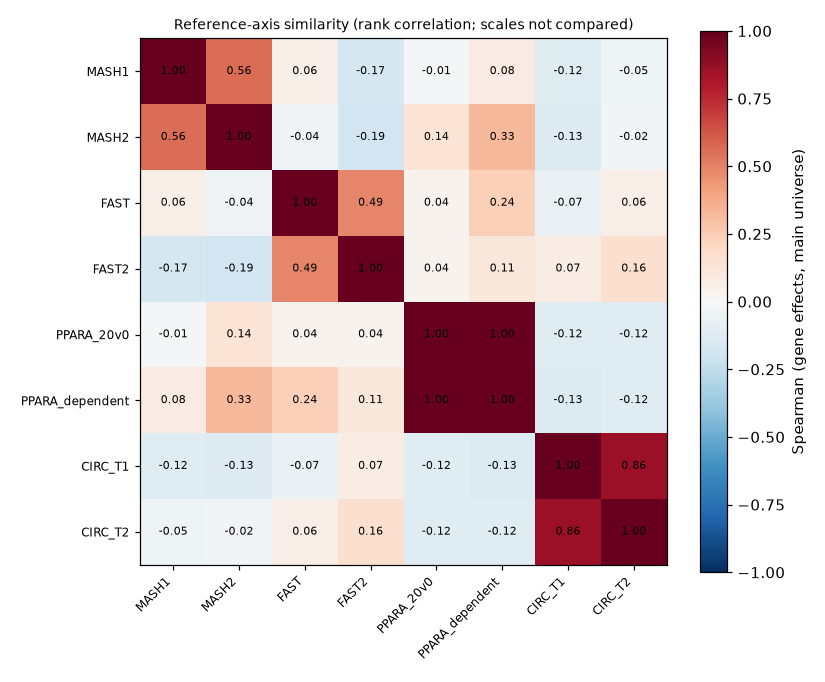 Reference-axis similarity (rank correlation; scales not compared)
MASH1 1.00 0.56 0.06 -0.17 -0.01 0.08 -0.12 -0.05
MASH2 0.56 1.00 -0.04 -0.19 0.14 0.33 -0.13 -0.02
FAST 0.06 -0.04 1.00 0.49 0.04 0.24 -0.07 0.06
FAST2 -0.17 -0.19 0.49 1.00 0.04 0.11 0.07 0.16
PPARA_20v0 -0.01 0.14 0.04 0.04 1.00 1.00 -0.12 -0.12
PPARA_dependent 0.08 0.33 0.24 0.11 1.00 1.00 -0.13 -0.12
CIRC_T1 -0.12 -0.13 -0.07 0.07 -0.12 -0.13 1.00 0.86
CIRC_T2 -0.05 -0.02 0.06 0.16 -0.12 -0.12 0.86 1.00
MASH1 MASH2 FAST FAST2 PPARA_20v0 PPARA_dependent CIRC_T1 CIRC_T2
1.00
0.75
0.50
0.25
0.00
−0.25
−0.50
−0.75
−1.00
Spearman (gene effects, main universe)